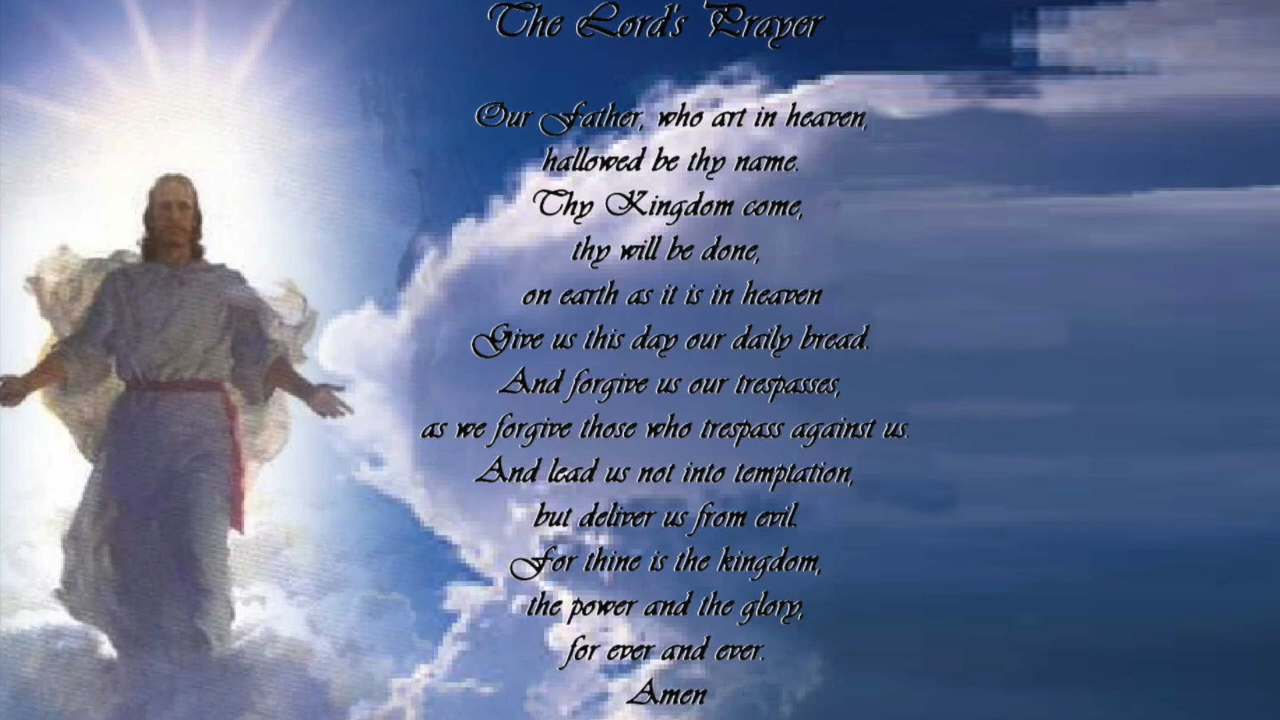 The Lord's Prayer
Our Father, who art in heaven,
hallowed be thy name.
Thy Kingdom come,
thy will be done,
on earth as it is in heaven
Give us this day our daily bread.
And forgive us our trespasses,
as we forgive those who trespass against us.
And lead us not into temptation,
but deliver us from evil.
For thine is the kingdom,
the power and the glory,
for ever and ever.
Amen